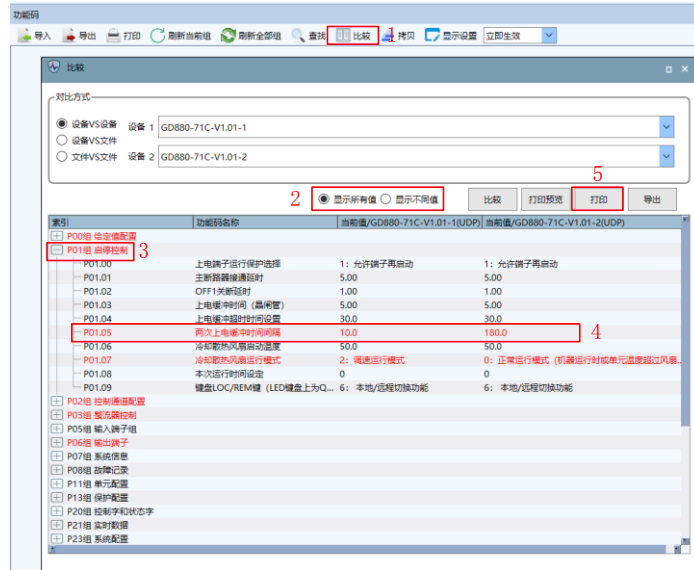 功能码
导入 导出 打印 刷新当前组 刷新全部组 查找 比较 1 拷贝 显示设置 立即生效
比较
对比方式
设备VS设备 设备 1 GD880-71C-V1.01-1
设备VS文件
文件VS文件 设备 2 GD880-71C-V1.01-2
5
2 显示所有值 显示不同值 比较 打印预览 打印 导出
索引 功能码名称 当前值/GD880-71C-V1.01-1(UDP) 当前值/GD880-71C-V1.01-2(UDP)
P00组 给定值配置
P01组 启停控制 3
P01.00 上电端子运行保护选择 1: 允许端子再启动 1: 允许端子再启动
P01.01 主断路器接通延时 5.00 5.00
P01.02 OFF1关断延时 1.00 1.00
P01.03 上电缓冲时间（晶闸管） 5.00 5.00
P01.04 上电缓冲超时时间设置 30.0 30.0
P01.05 两次上电缓冲时间间隔 10.0 180.0 4
P01.06 冷却散热风扇启动温度 50.0 50.0
P01.07 冷却散热风扇运行模式 2: 调速运行模式 0: 正常运行模式（机器运行时或单元温度超过风扇..
P01.08 本次运行时间设定 0 0
P01.09 键盘LOC/REM键（LED键盘上为Q... 6: 本地/远程切换功能 6: 本地/远程切换功能
P02组 控制通道配置
P03组 整流器控制
P05组 输入端子组
P06组 输出端子
P07组 系统信息
P08组 故障记录
P11组 单元配置
P13组 保护配置
P20组 控制字和状态字
P21组 实时数据
P23组 系统配置